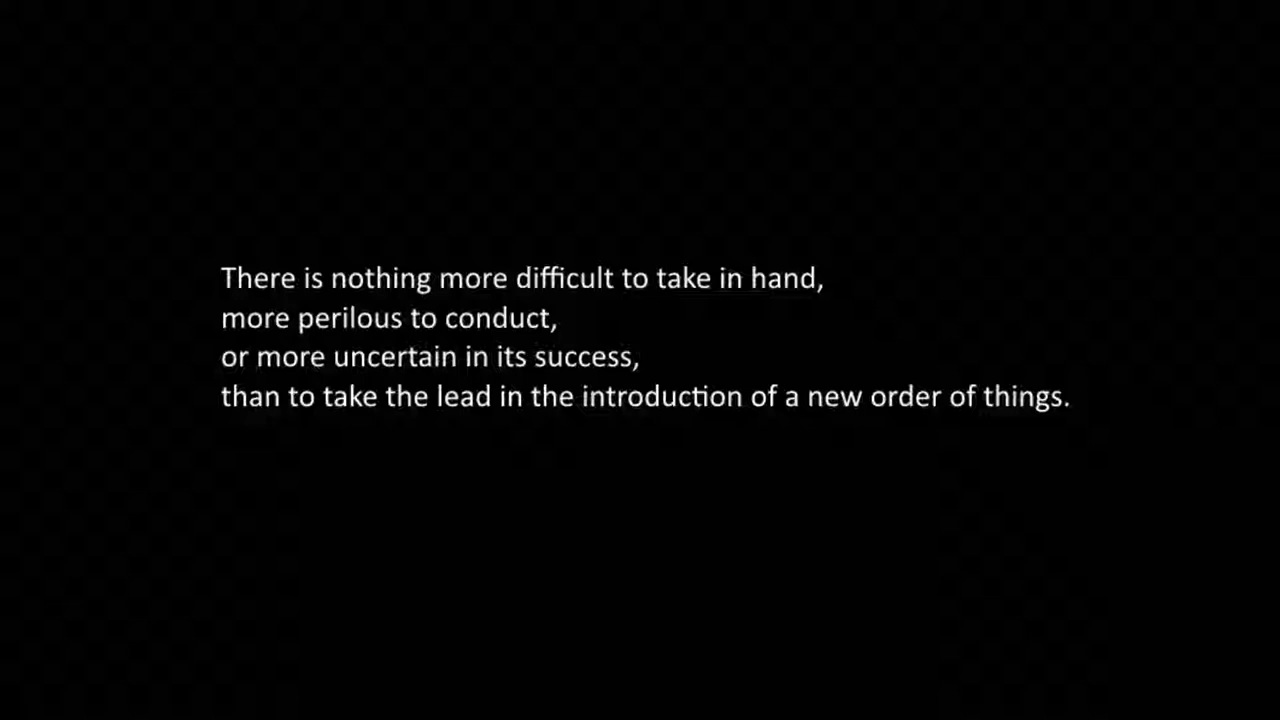 There is nothing more difficult to take in hand,
more perilous to conduct,
or more uncertain in its success,
than to take the lead in the introduction of a new order of things.